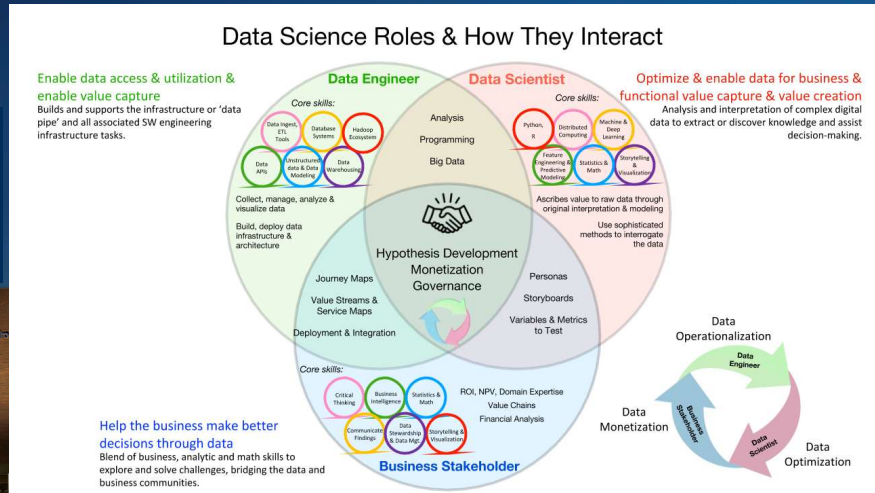 Data Science Roles & How They Interact
Enable data access & utilization &
enable value capture
Builds and supports the infrastructure or 'data
pipe' and all associated SW engineering
infrastructure tasks.
Data Engineer
Core skills:
Data Ingest,
ETL
Tools
Database
Systems
Hadoop
Ecosystem
Data
APIs
Unstructured
data & Data
Modeling
Data
Warehousing
Collect, manage, analyze &
visualize data
Build, deploy data
infrastructure &
architecture
Analysis
Programming
Big Data
Data Scientist
Core skills:
Python,
R
Distributed
Computing
Machine &
Deep
Learning
Feature
Engineering &
Predictive
Modeling
Statistics &
Math
Storytelling
&
Visualization
Ascribes value to raw data through
original interpretation & modeling
Use sophisticated
methods to interrogate
the data
Optimize & enable data for business &
functional value capture & value creation
Analysis and interpretation of complex digital
data to extract or discover knowledge and assist
decision-making.
Hypothesis Development
Monetization
Governance
Journey Maps
Value Streams &
Service Maps
Deployment & Integration
Personas
Storyboards
Variables & Metrics
to Test
Core skills:
Critical
Thinking
Business
Intelligence
Statistics &
Math
Communicate
Findings
Data
Stewardship
& Data Mgt.
Storytelling &
Visualization
ROI, NPV, Domain Expertise
Value Chains
Financial Analysis
Business Stakeholder
Help the business make better
decisions through data
Blend of business, analytic and math skills to
explore and solve challenges, bridging the data and
business communities.
Data
Operationalization
Data
Engineer
Data
Monetization
Business
Stakeholder
Data
Scientist
Data
Optimization